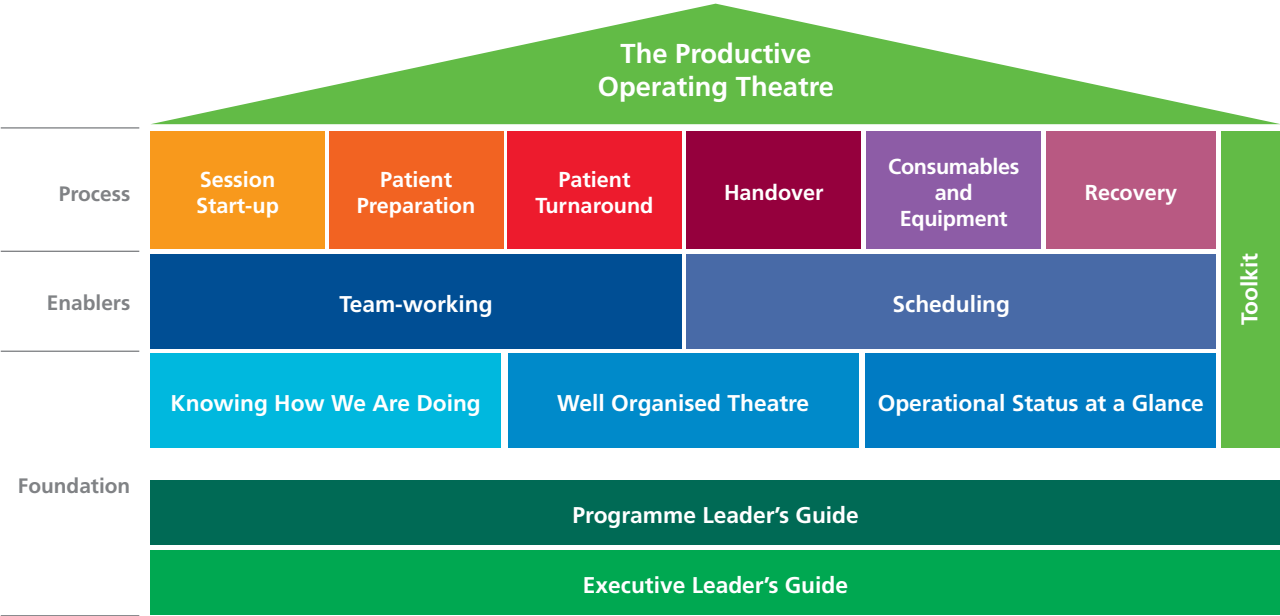 The Productive
Operating Theatre
Process
Session
Start-up
Patient
Preparation
Patient
Turnaround
Handover
Consumables
and
Equipment
Recovery
Toolkit
Enablers
Team-working
Scheduling
Foundation
Knowing How We Are Doing
Well Organised Theatre
Operational Status at a Glance
Programme Leader's Guide
Executive Leader's Guide